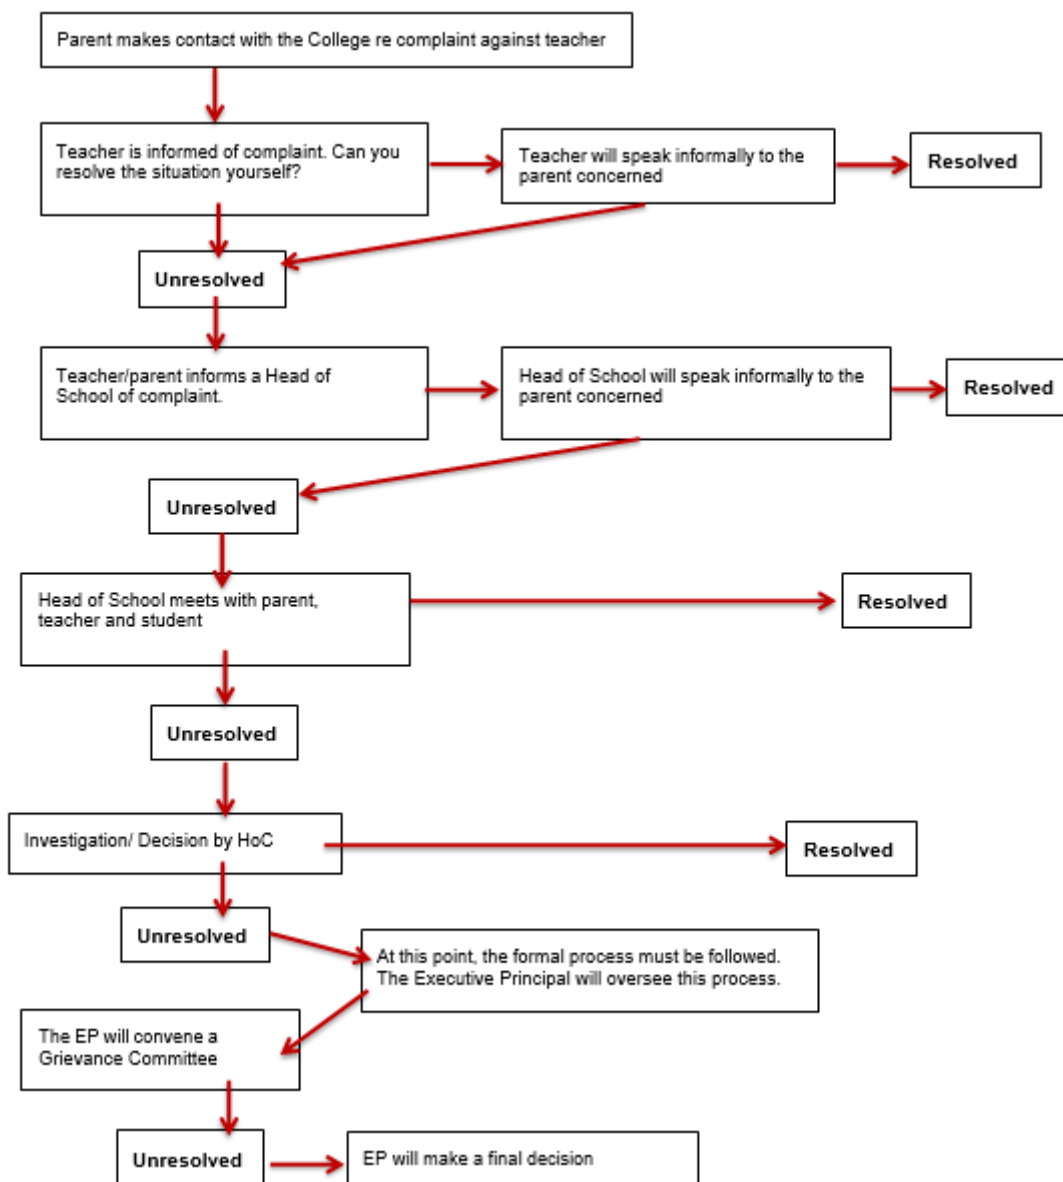 Parent makes contact with the College re complaint against teacher
Teacher is informed of complaint. Can you
resolve the situation yourself?
Teacher will speak informally to the
parent concerned
Resolved
Unresolved
Teacher/parent informs a Head of
School of complaint.
Head of School will speak informally to the
parent concerned
Resolved
Unresolved
Head of School meets with parent,
teacher and student
Resolved
Unresolved
Investigation/ Decision by HoC
Resolved
Unresolved
At this point, the formal process must be followed.
The Executive Principal will oversee this process.
The EP will convene a
Grievance Committee
Unresolved
EP will make a final decision